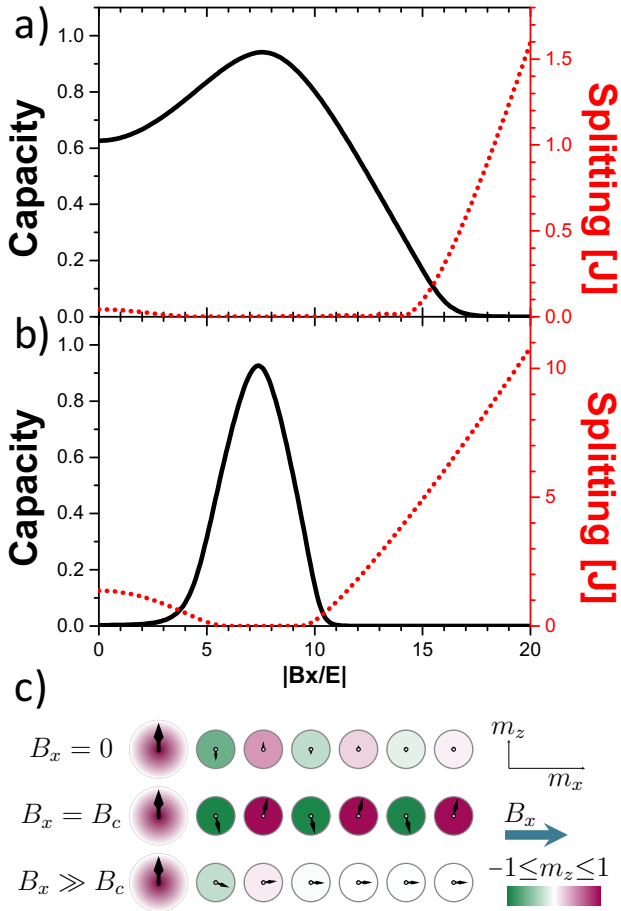 a)
1.0
0.8
0.6
0.4
0.2
0.0
Capacity
1.5
1.0
0.5
0.0
Splitting [J]
b)
1.0
0.8
0.6
0.4
0.2
0.0
Capacity
10
5
0
Splitting [J]
0 5 10 15 20
|Bx/E|
c)
B_x = 0
m_z
m_x
B_x = B_c
B_x
B_x ≫ B_c
−1≤m_z≤1